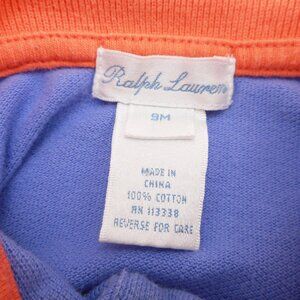 Ralph Lauren
9M
MADE IN
CHINA
100% COTTON
RN 113338
REVERSE FOR CARE